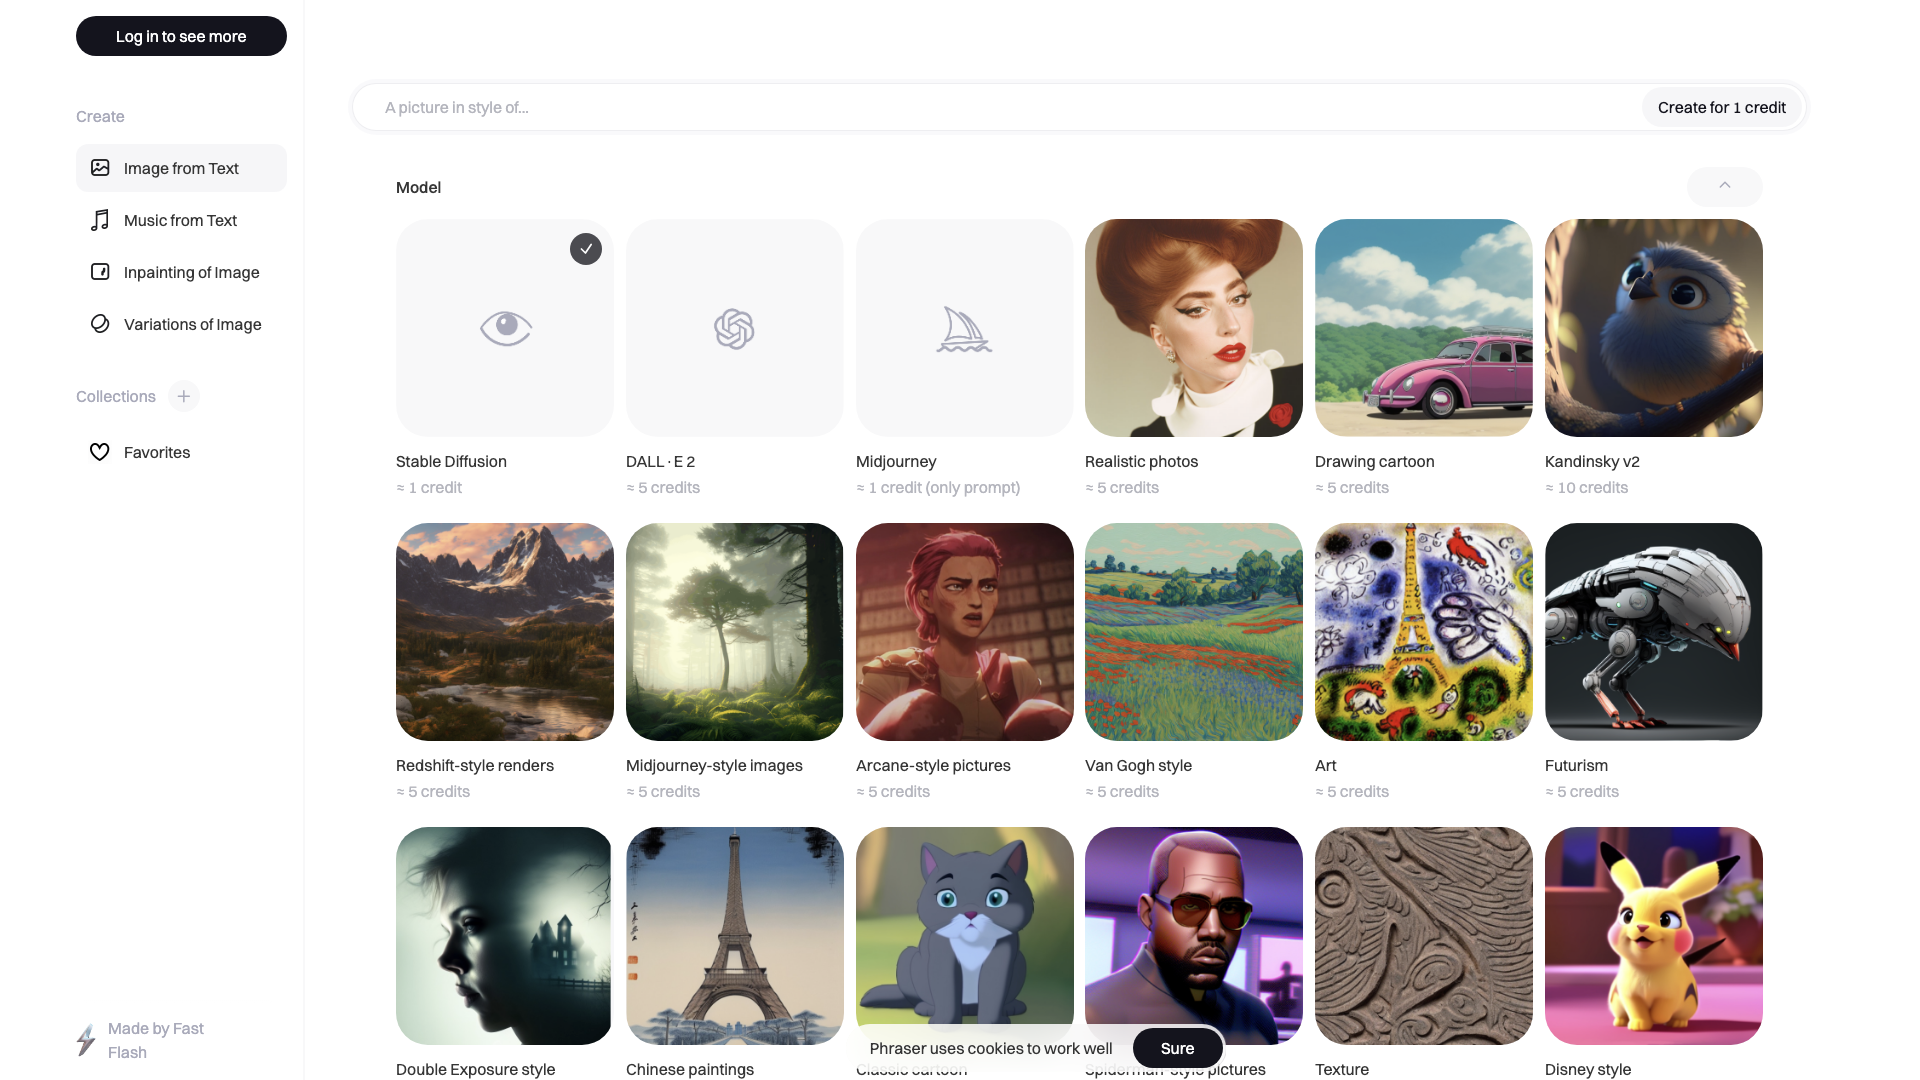 Log in to see more
Create
Image from Text
Music from Text
Inpainting of Image
Variations of Image
Collections
Favorites
Made by Fast
Flash
A picture in style of...
Create for 1 credit
Model
Stable Diffusion
≈ 1 credit
DALL · E 2
≈ 5 credits
Midjourney
≈ 1 credit (only prompt)
Realistic photos
≈ 5 credits
Drawing cartoon
≈ 5 credits
Kandinsky v2
≈ 10 credits
Redshift-style renders
≈ 5 credits
Midjourney-style images
≈ 5 credits
Arcane-style pictures
≈ 5 credits
Van Gogh style
≈ 5 credits
Art
≈ 5 credits
Futurism
≈ 5 credits
Double Exposure style
Chinese paintings
Classic cartoon
Spiderman-style pictures
Texture
Disney style
Phraser uses cookies to work well
Sure